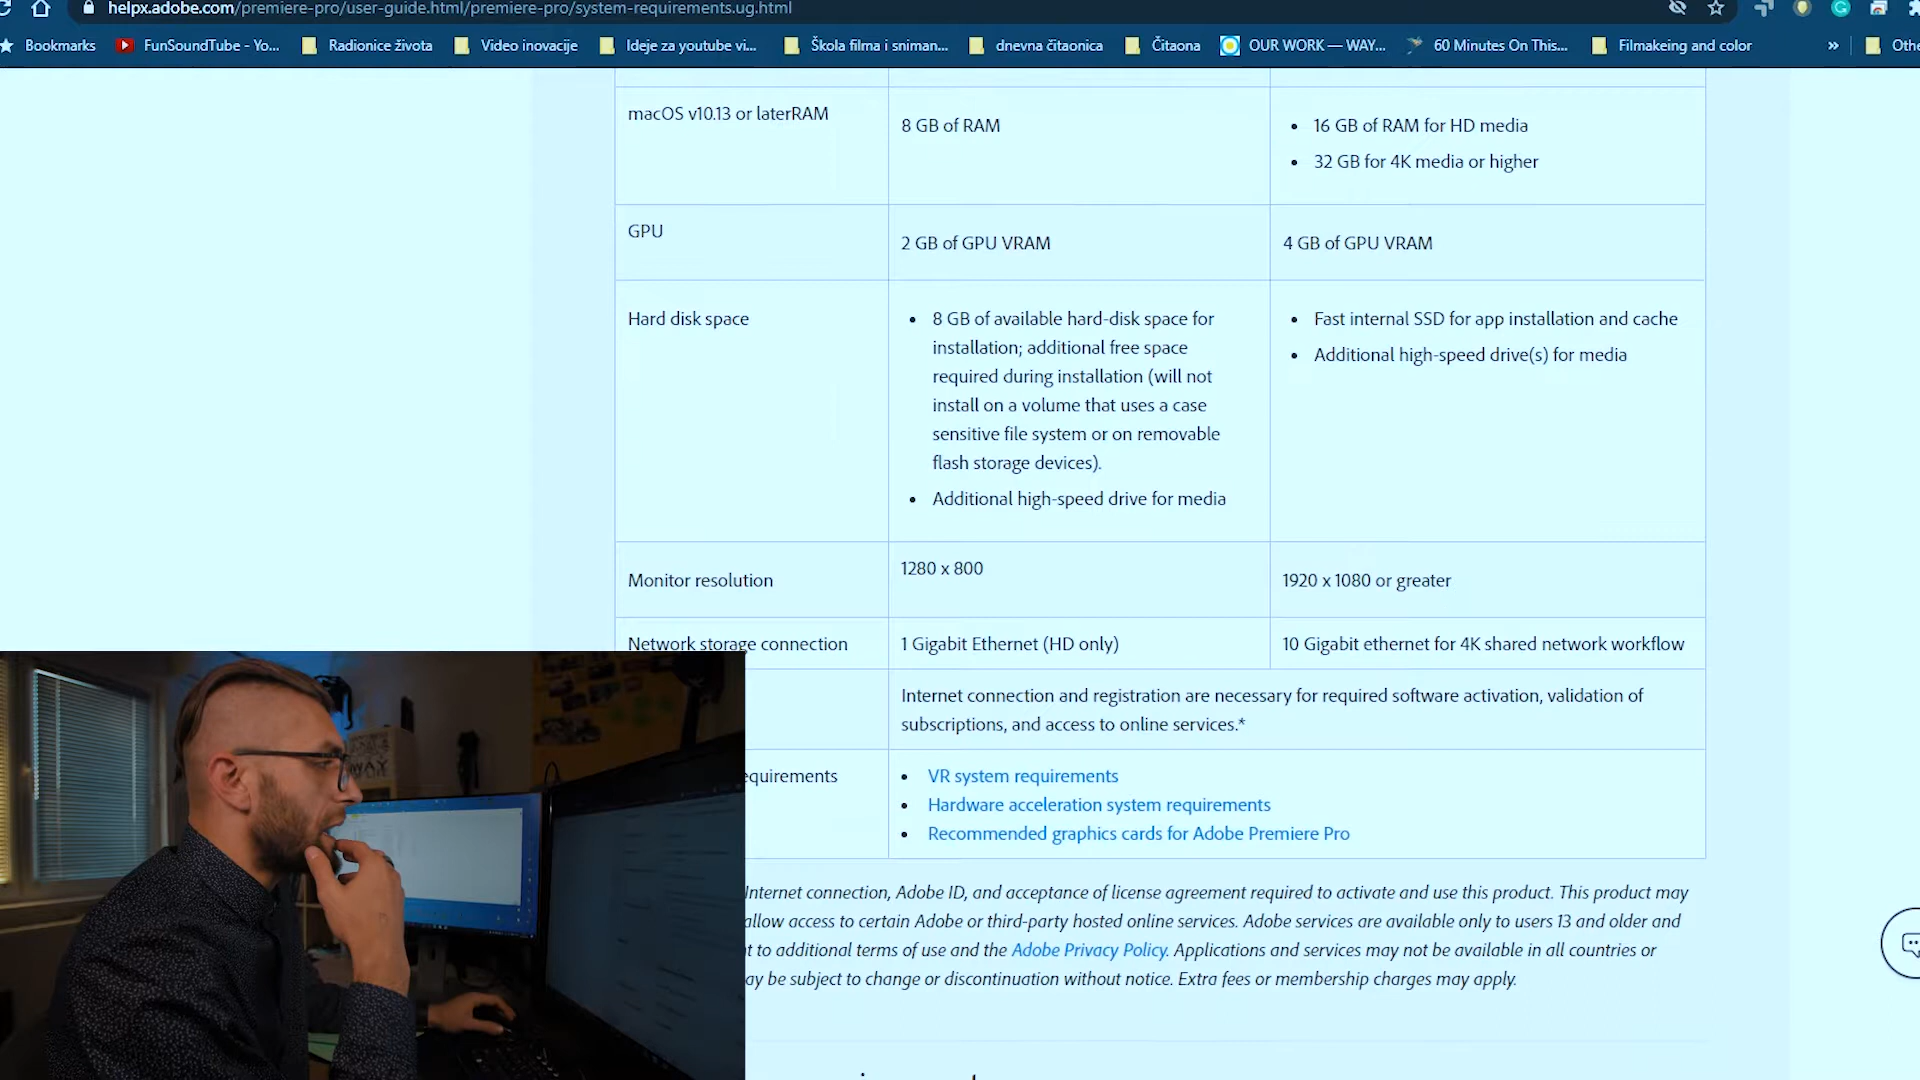 helpx.adobe.com/premiere-pro/user-guide.html/premiere-pro/system-requirements.ug.html
Bookmarks FunSoundTube - Yo... Radionice života Video inovacije Ideje za youtube vi... Škola filma i sniman... dnevna čitaonica Čitaona OUR WORK — WAY... 60 Minutes On This... Filmakeing and color » Othe
macOS v10.13 or laterRAM
8 GB of RAM
• 16 GB of RAM for HD media
• 32 GB for 4K media or higher
GPU
2 GB of GPU VRAM
4 GB of GPU VRAM
Hard disk space
• 8 GB of available hard-disk space for
installation; additional free space
required during installation (will not
install on a volume that uses a case
sensitive file system or on removable
flash storage devices).
• Additional high-speed drive for media
• Fast internal SSD for app installation and cache
• Additional high-speed drive(s) for media
Monitor resolution
1280 x 800
1920 x 1080 or greater
Network storage connection
1 Gigabit Ethernet (HD only)
10 Gigabit ethernet for 4K shared network workflow
Internet connection and registration are necessary for required software activation, validation of
subscriptions, and access to online services.*
equirements
• VR system requirements
• Hardware acceleration system requirements
• Recommended graphics cards for Adobe Premiere Pro
Internet connection, Adobe ID, and acceptance of license agreement required to activate and use this product. This product may
allow access to certain Adobe or third-party hosted online services. Adobe services are available only to users 13 and older and
t to additional terms of use and the Adobe Privacy Policy. Applications and services may not be available in all countries or
ay be subject to change or discontinuation without notice. Extra fees or membership charges may apply.
WAY